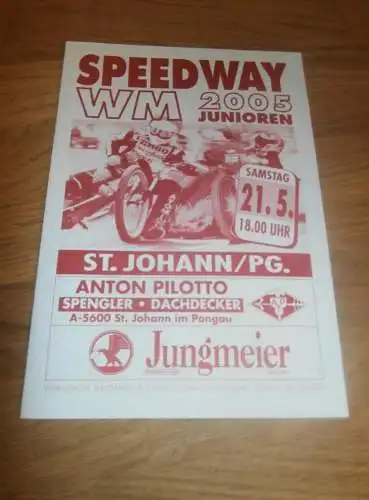 SPEEDWAY
WM 2005
JUNIOREN
SAMSTAG
21.5.
18.00 UHR
ST. JOHANN/PG.
ANTON PILOTTO
SPENGLER • DACHDECKER
A-5600 St. Johann im Pongau
Jungmeier